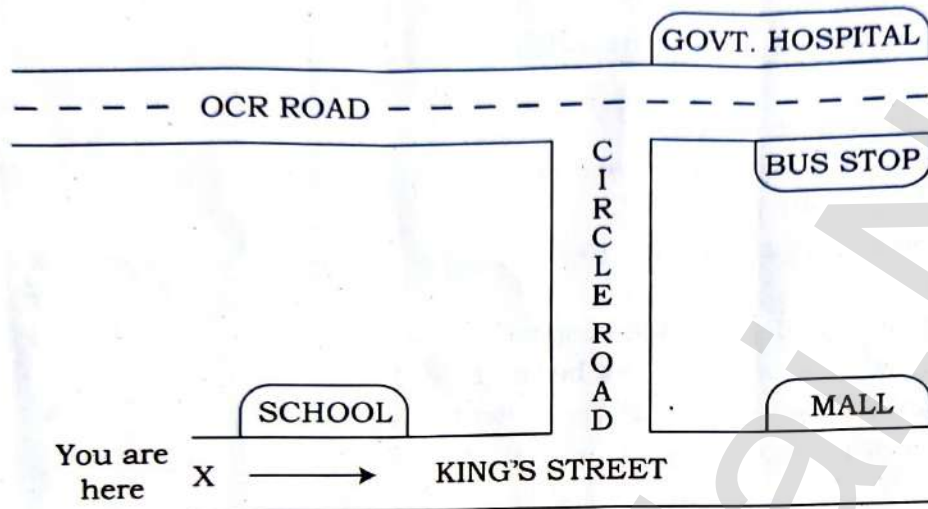 GOVT. HOSPITAL
OCR ROAD
CIRCLE ROAD
BUS STOP
SCHOOL
MALL
You are
here
X
KING'S STREET